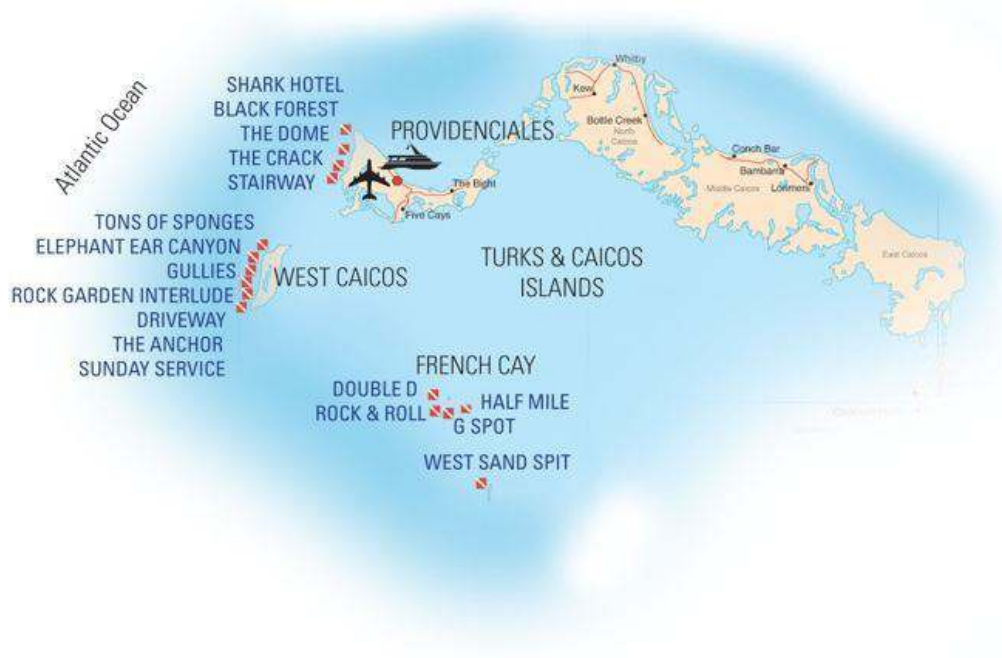 Atlantic Ocean
SHARK HOTEL
BLACK FOREST
THE DOME
THE CRACK
STAIRWAY
PROVIDENCIALES
The Bight
Five Cays
Whitby
Kew
Bottle Creek
North
Caicos
Conch Bar
Bambarra
Lorimers
Middle Caicos
East Caicos
TONS OF SPONGES
ELEPHANT EAR CANYON
GULLIES
ROCK GARDEN INTERLUDE
DRIVEWAY
THE ANCHOR
SUNDAY SERVICE
WEST CAICOS
TURKS & CAICOS
ISLANDS
FRENCH CAY
DOUBLE D
ROCK & ROLL
HALF MILE
G SPOT
WEST SAND SPIT